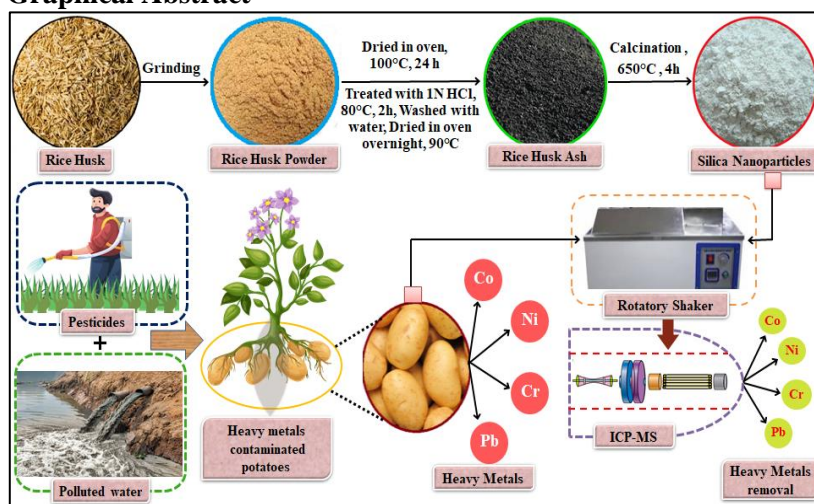 Graphical Abstract
Grinding
Dried in oven,
100°C, 24 h
Treated with 1N HCl,
80°C, 2h, Washed with
water, Dried in oven
overnight, 90°C
Calcination ,
650°C , 4h
Rice Husk
Rice Husk Powder
Rice Husk Ash
Silica Nanoparticles
Pesticides
+
Polluted water
Heavy metals
contaminated
potatoes
Co
Ni
Cr
Pb
Heavy Metals
Rotatory Shaker
ICP-MS
Co
Ni
Cr
Pb
Heavy Metals
removal